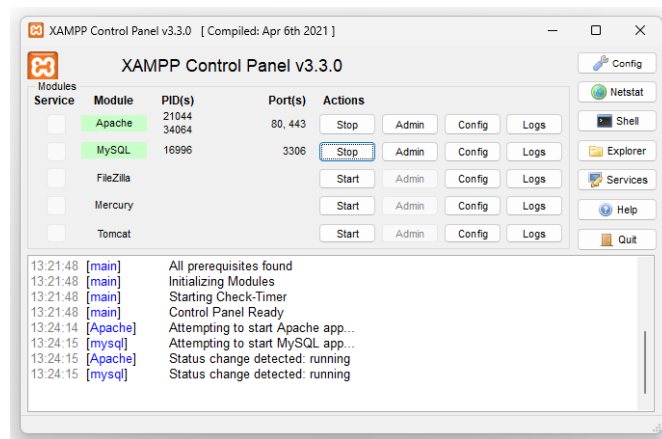 XAMPP Control Panel v3.3.0 [ Compiled: Apr 6th 2021 ]
XAMPP Control Panel v3.3.0
Config
Modules
Service Module PID(s) Port(s) Actions
Netstat
Apache 21044 34064 80, 443 Stop Admin Config Logs
Shell
MySQL 16996 3306 Stop Admin Config Logs
Explorer
FileZilla Start Admin Config Logs
Services
Mercury Start Admin Config Logs
Help
Tomcat Start Admin Config Logs
Quit
13:21:48 [main] All prerequisites found
13:21:48 [main] Initializing Modules
13:21:48 [main] Starting Check-Timer
13:21:48 [main] Control Panel Ready
13:24:14 [Apache] Attempting to start Apache app...
13:24:15 [mysql] Attempting to start MySQL app...
13:24:15 [Apache] Status change detected: running
13:24:15 [mysql] Status change detected: running